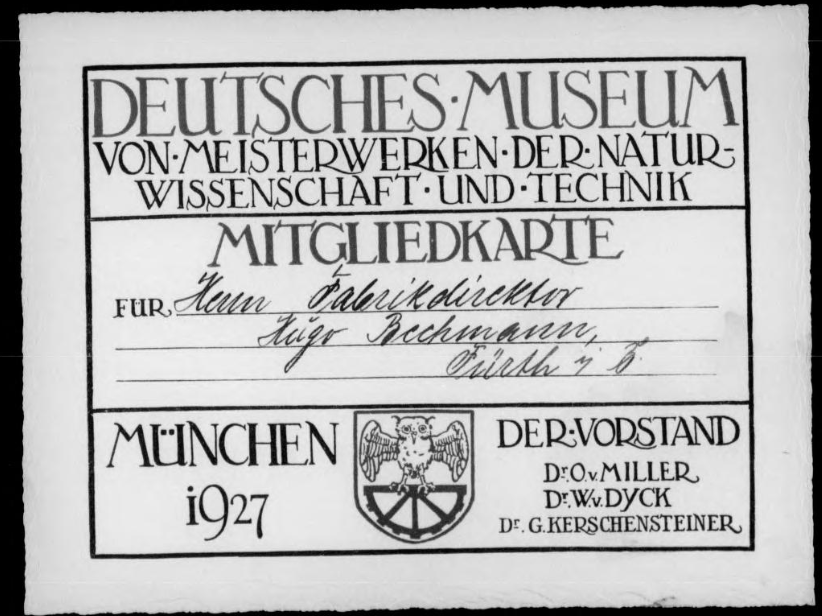 DEUTSCHES·MUSEUM
VON·MEISTERWERKEN·DER·NATUR-
WISSENSCHAFT·UND·TECHNIK
MITGLIEDKARTE
FÜR Herrn Fabrikdirektor
Hugo Bechmann,
Fürth i B.
MÜNCHEN
1927
DER·VORSTAND
Dr. O. v. MILLER
Dr. W. v. DYCK
Dr. G. KERSCHENSTEINER